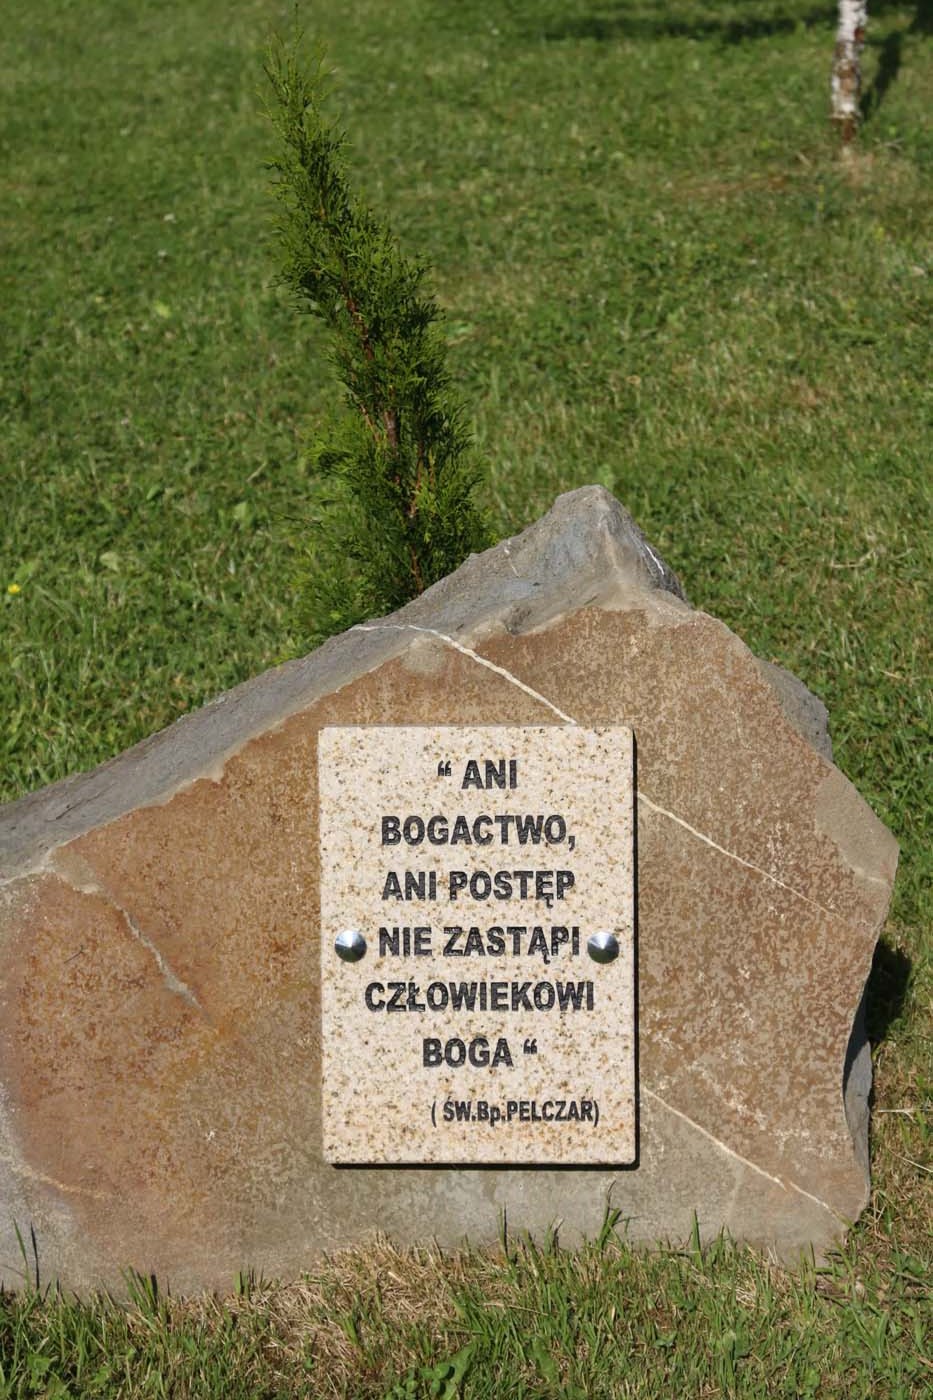 “ ANI
BOGACTWO,
ANI POSTĘP
NIE ZASTĄPI
CZŁOWIEKOWI
BOGA “
( ŚW.Bp.PELCZAR)